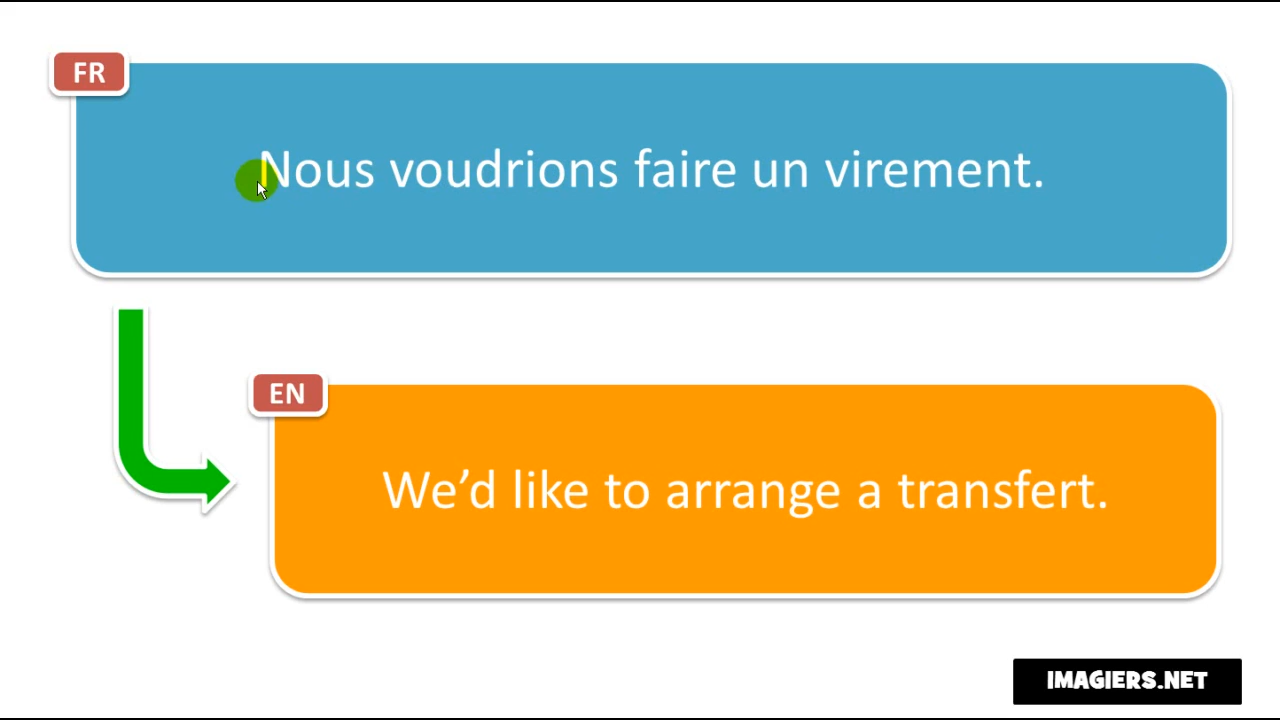 FR
Nous voudrions faire un virement.
EN
We’d like to arrange a transfert.
IMAGIERS.NET